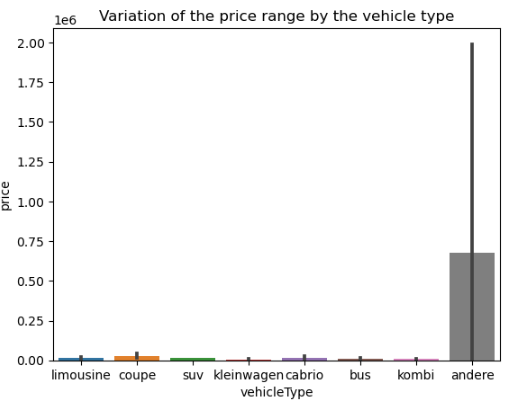 Variation of the price range by the vehicle type
1e6
2.00
1.75
1.50
1.25
1.00
0.75
0.50
0.25
0.00
price
limousine coupe suv kleinwagen cabrio bus kombi andere
vehicleType